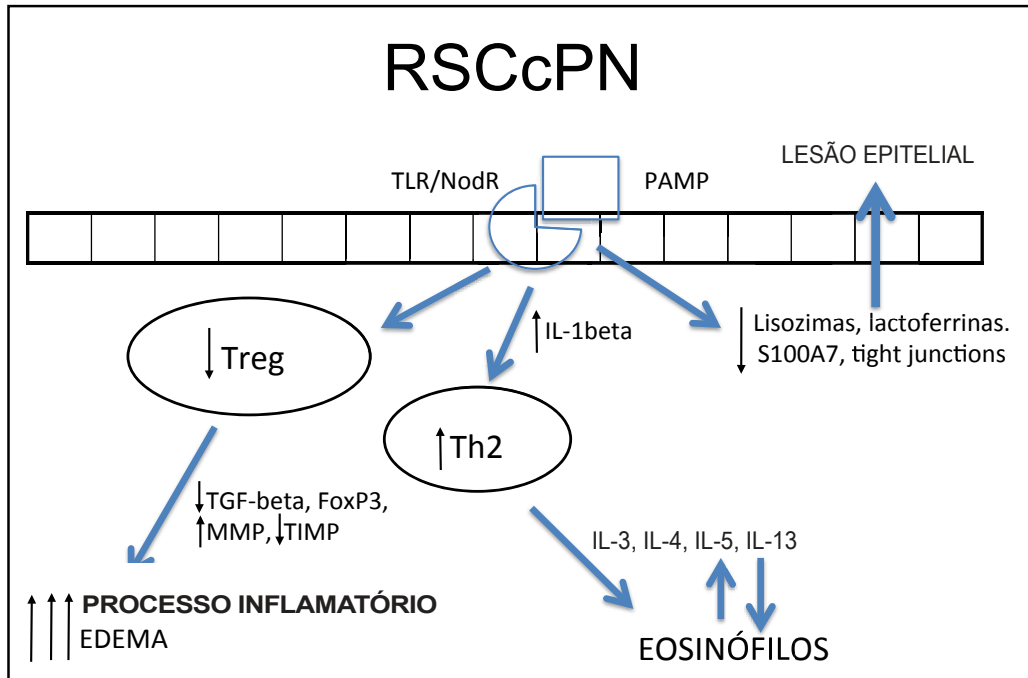 RSCcPN
LESÃO EPITELIAL
TLR/NodR
PAMP
↓ Treg
↑ IL-1beta
↓ Lisozimas, lactoferrinas.
S100A7, tight junctions
↑ Th2
↓TGF-beta, FoxP3,
↑MMP, ↓TIMP
IL-3, IL-4, IL-5, IL-13
↑↑↑ PROCESSO INFLAMATÓRIO
EDEMA
EOSINÓFILOS